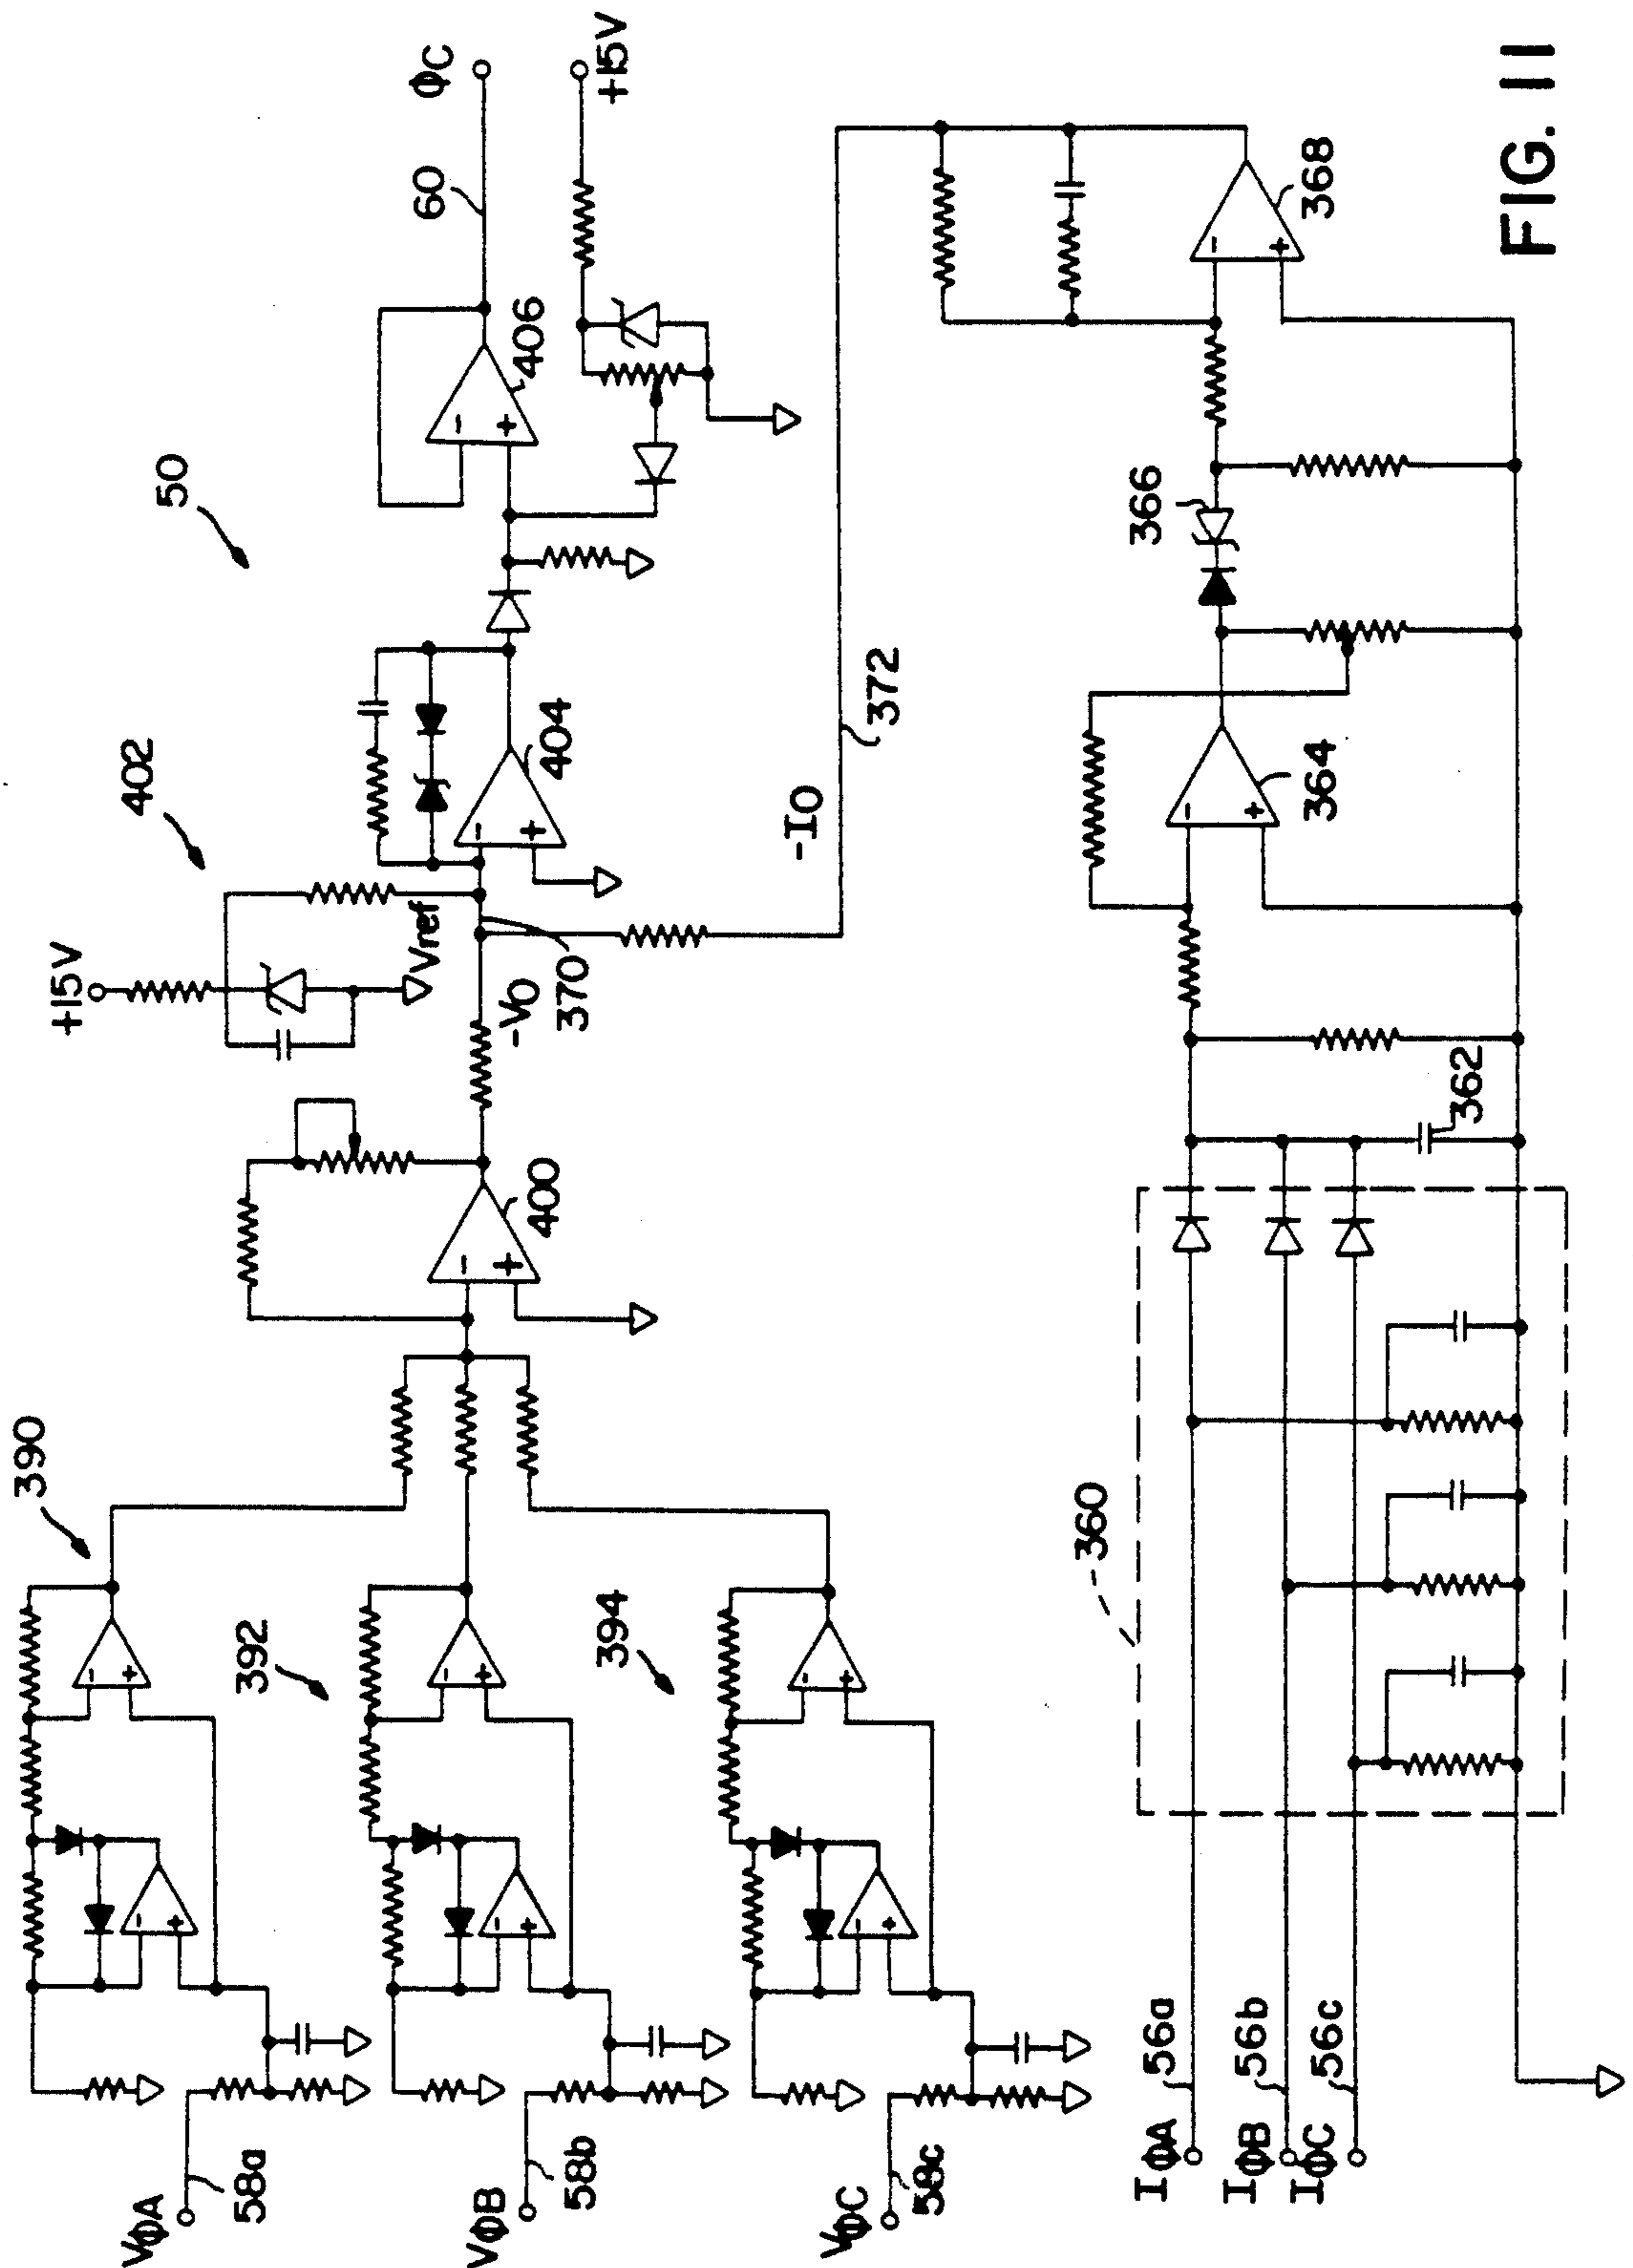 390
392
394
VΦA
58a
VΦB
58b
VΦC
58c
400
+15V
402
Vref
-VO
370
404
50
406
60
ΦC
+15V
-IO
372
360
362
364
366
368
IΦA
56a
IΦB
56b
IΦC
56c
- +
- +
- +
- +
- +
- +
- +
- +
- +
- +
- +
FIG. 11